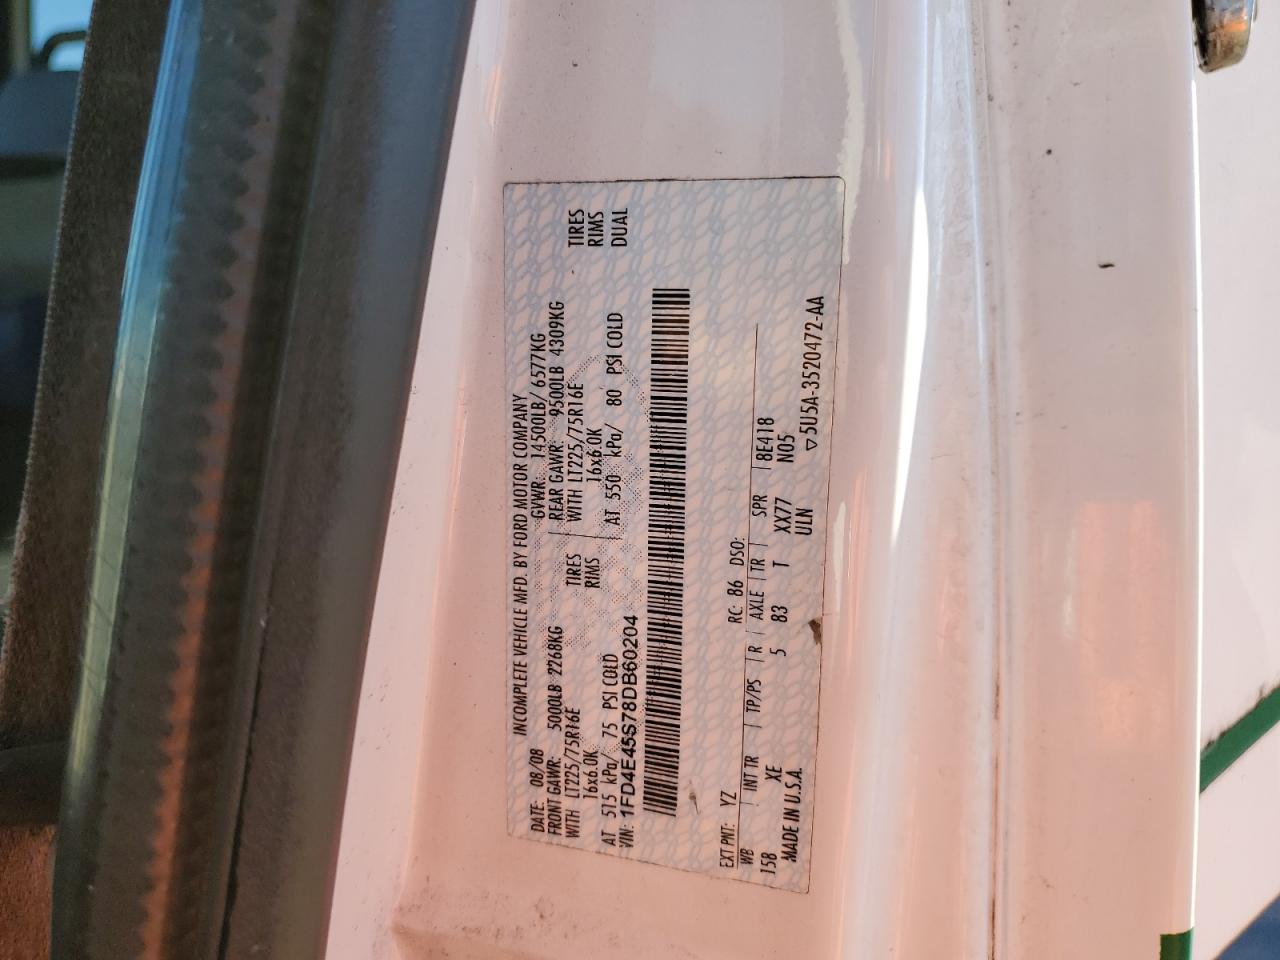 INCOMPLETE VEHICLE MFD. BY FORD MOTOR COMPANY
DATE: 08/08 GVWR: 14500LB/ 6577KG
FRONT GAWR: 5000LB 2268KG REAR GAWR: 9500LB 4309KG
WITH LT225/75R16E TIRES WITH LT225/75R16E TIRES
16x6.0K RIMS 16x6.0K RIMS
AT 515 kPa/ 75 PSI COLD AT 550 kPa/ 80 PSI COLD DUAL
VIN: 1FD4E45S78DB60204
EXT PNT: YZ RC: 86 DSO:
WB INT TR TP/PS R AXLE TR SPR 8E418
158 XE 5 83 T XX77 N05
MADE IN U.S.A. ULN
▽5U5A-3520472-AA